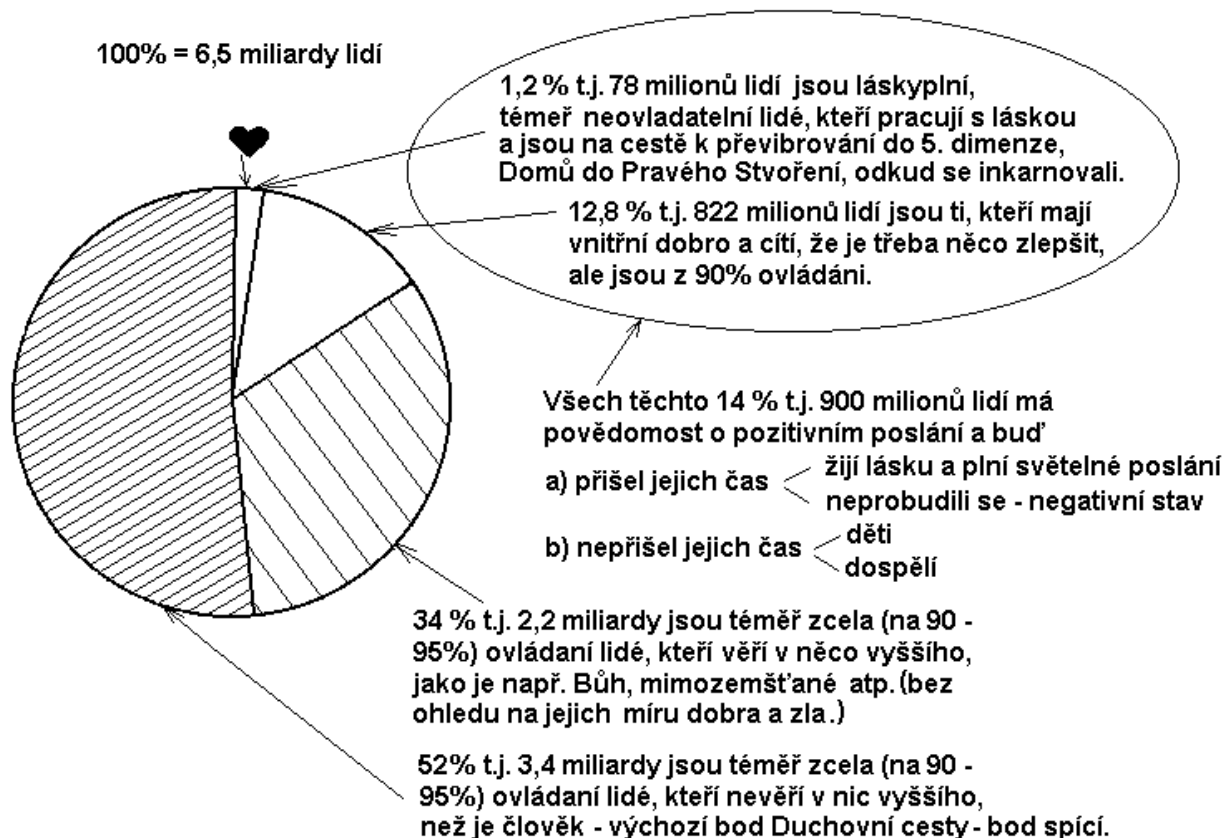 100% = 6,5 miliardy lidí
1,2 % t.j. 78 milionů lidí jsou láskyplní,
témeř neovladatelní lidé, kteří pracují s láskou
a jsou na cestě k převibrování do 5. dimenze,
Domů do Pravého Stvoření, odkud se inkarnovali.
12,8 % t.j. 822 milionů lidí jsou ti, kteří mají
vnitřní dobro a cítí, že je třeba něco zlepšit,
ale jsou z 90% ovládáni.
Všech těchto 14 % t.j. 900 milionů lidí má
povědomost o pozitivním poslání a buď
a) přišel jejich čas
žijí lásku a plní světelné poslání
neprobudili se - negativní stav
b) nepřišel jejich čas
děti
dospělí
34 % t.j. 2,2 miliardy jsou téměř zcela (na 90 -
95%) ovládaní lidé, kteří věří v něco vyššího,
jako je např. Bůh, mimozemšťané atp. (bez
ohledu na jejich míru dobra a zla.)
52% t.j. 3,4 miliardy jsou téměř zcela (na 90 -
95%) ovládaní lidé, kteří nevěří v nic vyššího,
než je člověk - výchozí bod Duchovní cesty - bod spící.